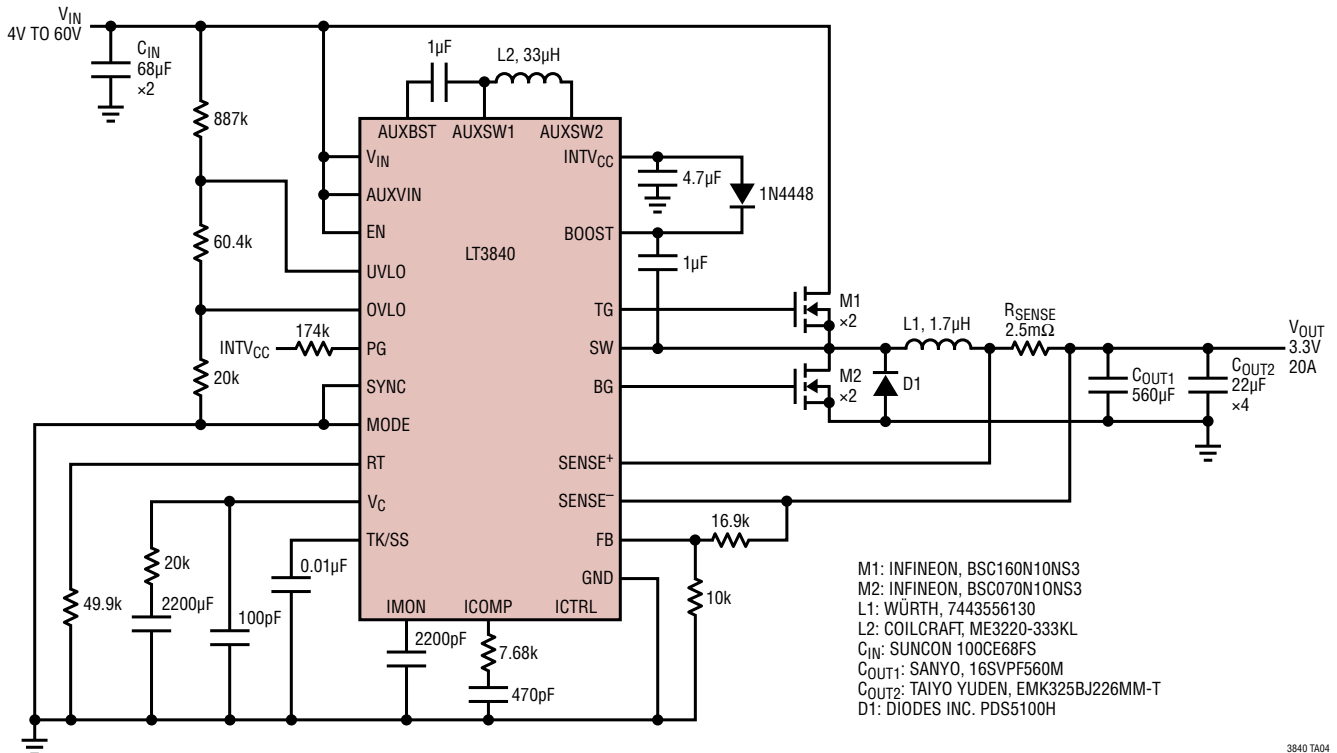 VIN
4V TO 60V
CIN
68µF
×2
887k
60.4k
20k
1µF
L2, 33µH
AUXBST AUXSW1 AUXSW2
VIN
AUXVIN
EN
UVLO
OVLO
INTVCC
174k
PG
SYNC
MODE
RT
VC
TK/SS
LT3840
INTVCC
BOOST
TG
SW
BG
SENSE+
SENSE–
FB
GND
IMON ICOMP ICTRL
4.7µF
1N4448
1µF
M1
×2
M2
×2
D1
L1, 1.7µH
RSENSE
2.5mΩ
VOUT
3.3V
20A
COUT1
560µF
COUT2
22µF
×4
16.9k
10k
49.9k
20k
2200µF
100pF
0.01µF
2200pF
7.68k
470pF
M1: INFINEON, BSC160N10NS3
M2: INFINEON, BSC070N10NS3
L1: WÜRTH, 7443556130
L2: COILCRAFT, ME3220-333KL
CIN: SUNCON 100CE68FS
COUT1: SANYO, 16SVPF560M
COUT2: TAIYO YUDEN, EMK325BJ226MM-T
D1: DIODES INC. PDS5100H
3840 TA04